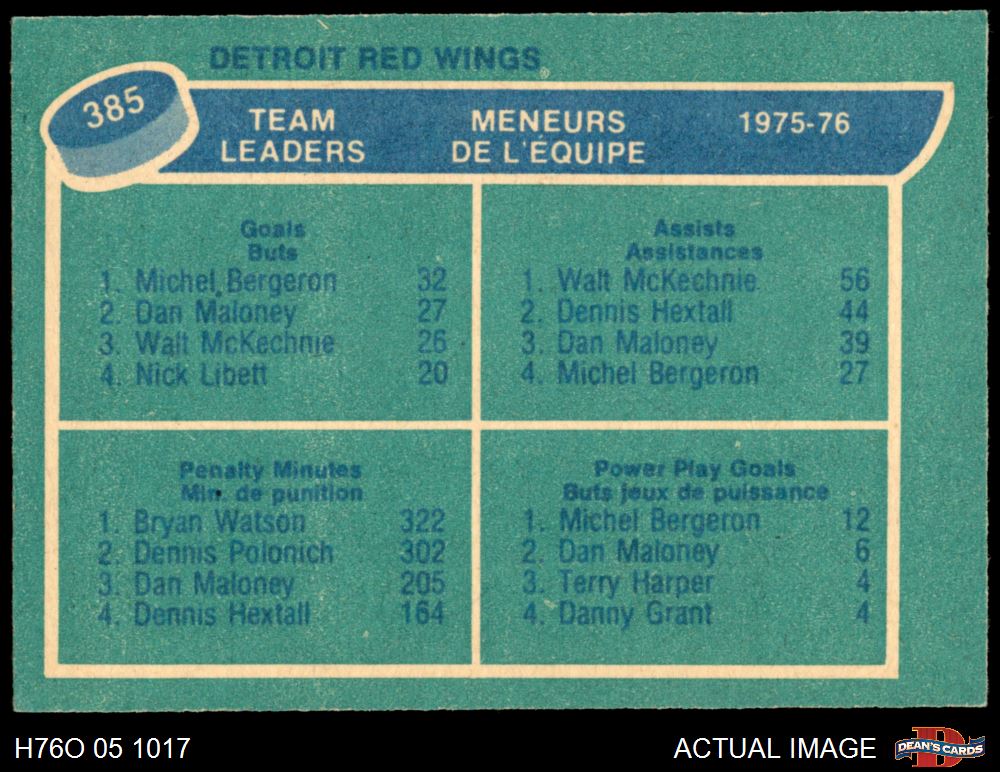 DETROIT RED WINGS®
385
TEAM LEADERS
MENEURS DE L'ÉQUIPE
1975-76
Goals
Buts
1. Michel Bergeron 32
2. Dan Maloney 27
3. Walt McKechnie 26
4. Nick Libett 20
Assists
Assistances
1. Walt McKechnie 56
2. Dennis Hextall 44
3. Dan Maloney 39
4. Michel Bergeron 27
Penalty Minutes
Min. de punition
1. Bryan Watson 322
2. Dennis Polonich 302
3. Dan Maloney 205
4. Dennis Hextall 164
Power Play Goals
Buts jeux de puissance
1. Michel Bergeron 12
2. Dan Maloney 6
3. Terry Harper 4
4. Danny Grant 4
H76O 05 1017
ACTUAL IMAGE
D
DEAN'S CARDS